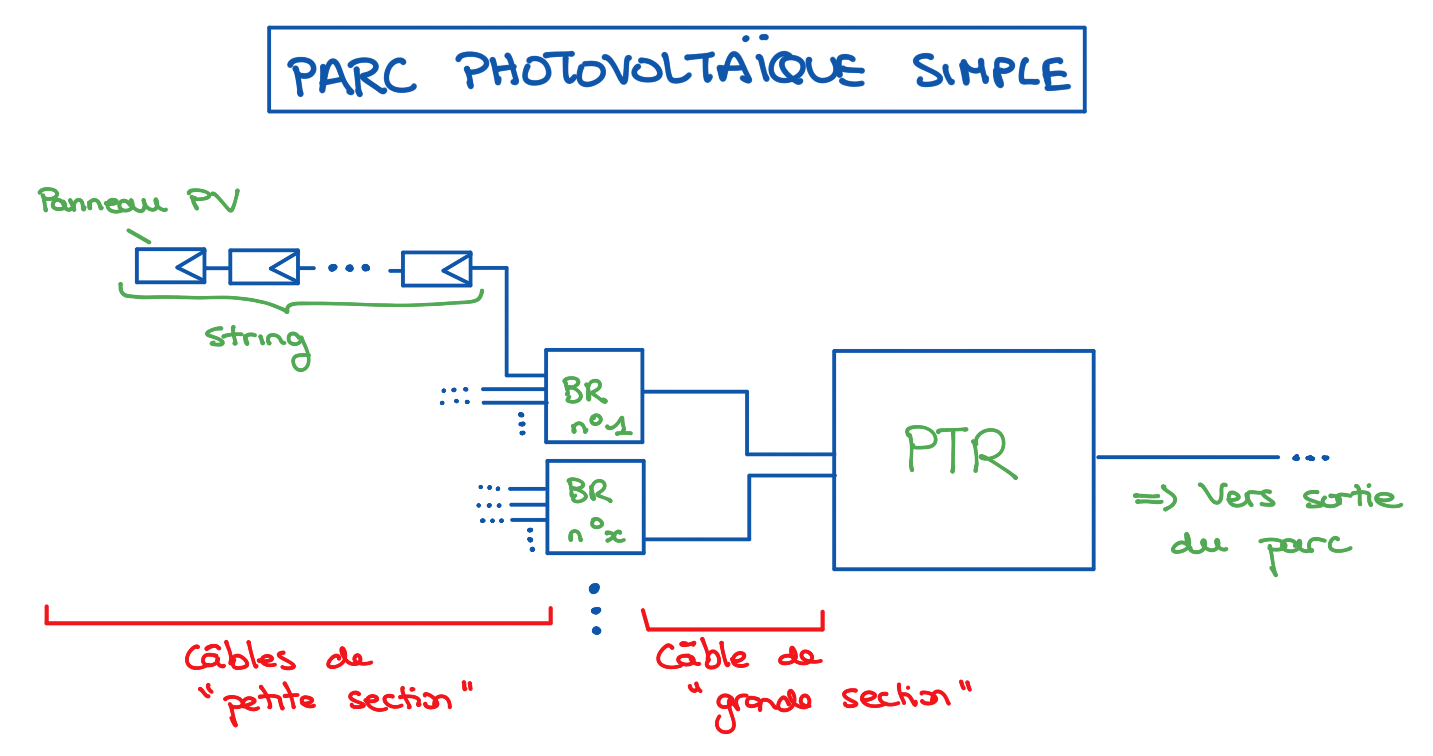 PARC PHOTOVOLTAÏQUE SIMPLE
Panneau PV
string
BR
n°1
BR
n°x
PTR
=> Vers sortie
du parc
Câbles de
"petite section"
Câble de
"grande section"